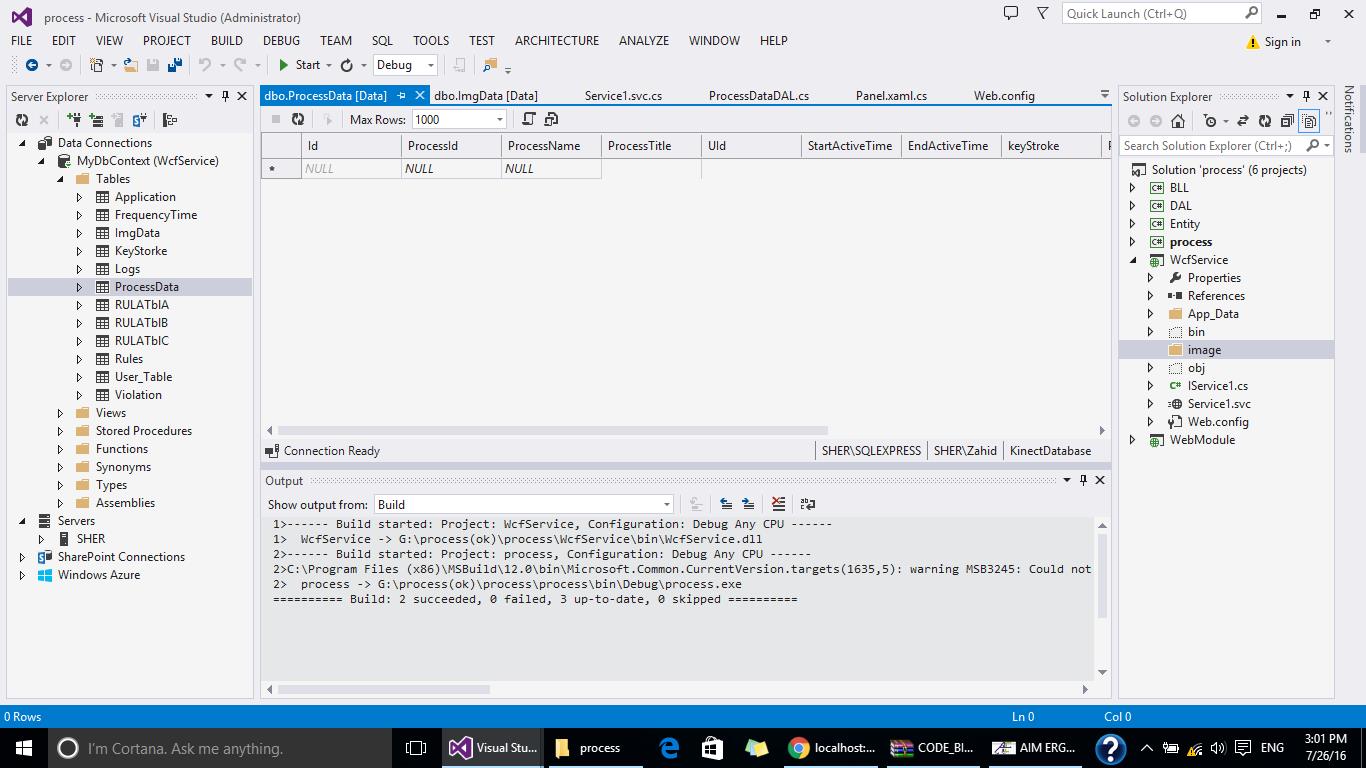 process - Microsoft Visual Studio (Administrator)
Quick Launch (Ctrl+Q)
FILE EDIT VIEW PROJECT BUILD DEBUG TEAM SQL TOOLS TEST ARCHITECTURE ANALYZE WINDOW HELP
Sign in
Start Debug
Server Explorer
Data Connections
MyDbContext (WcfService)
Tables
Application
FrequencyTime
ImgData
KeyStorke
Logs
ProcessData
RULATblA
RULATblB
RULATblC
Rules
User_Table
Violation
Views
Stored Procedures
Functions
Synonyms
Types
Assemblies
Servers
SHER
SharePoint Connections
Windows Azure
dbo.ProcessData [Data] dbo.ImgData [Data] Service1.svc.cs ProcessDataDAL.cs Panel.xaml.cs Web.config
Max Rows: 1000
Id ProcessId ProcessName ProcessTitle UId StartActiveTime EndActiveTime keyStroke
NULL NULL NULL
Connection Ready
SHER\SQLEXPRESS SHER\Zahid KinectDatabase
Output
Show output from: Build
1>------ Build started: Project: WcfService, Configuration: Debug Any CPU ------
1> WcfService -> G:\process(ok)\process\WcfService\bin\WcfService.dll
2>------ Build started: Project: process, Configuration: Debug Any CPU ------
2>C:\Program Files (x86)\MSBuild\12.0\bin\Microsoft.Common.CurrentVersion.targets(1635,5): warning MSB3245: Could not
2> process -> G:\process(ok)\process\process\bin\Debug\process.exe
========== Build: 2 succeeded, 0 failed, 3 up-to-date, 0 skipped ==========
Solution Explorer
Search Solution Explorer (Ctrl+;)
Solution 'process' (6 projects)
BLL
DAL
Entity
process
WcfService
Properties
References
App_Data
bin
image
obj
IService1.cs
Service1.svc
Web.config
WebModule
Notifications
0 Rows
Ln 0 Col 0
I'm Cortana. Ask me anything.
Visual Stu...
process
localhost:...
CODE_BI...
AIM ERG...
ENG
3:01 PM
7/26/16